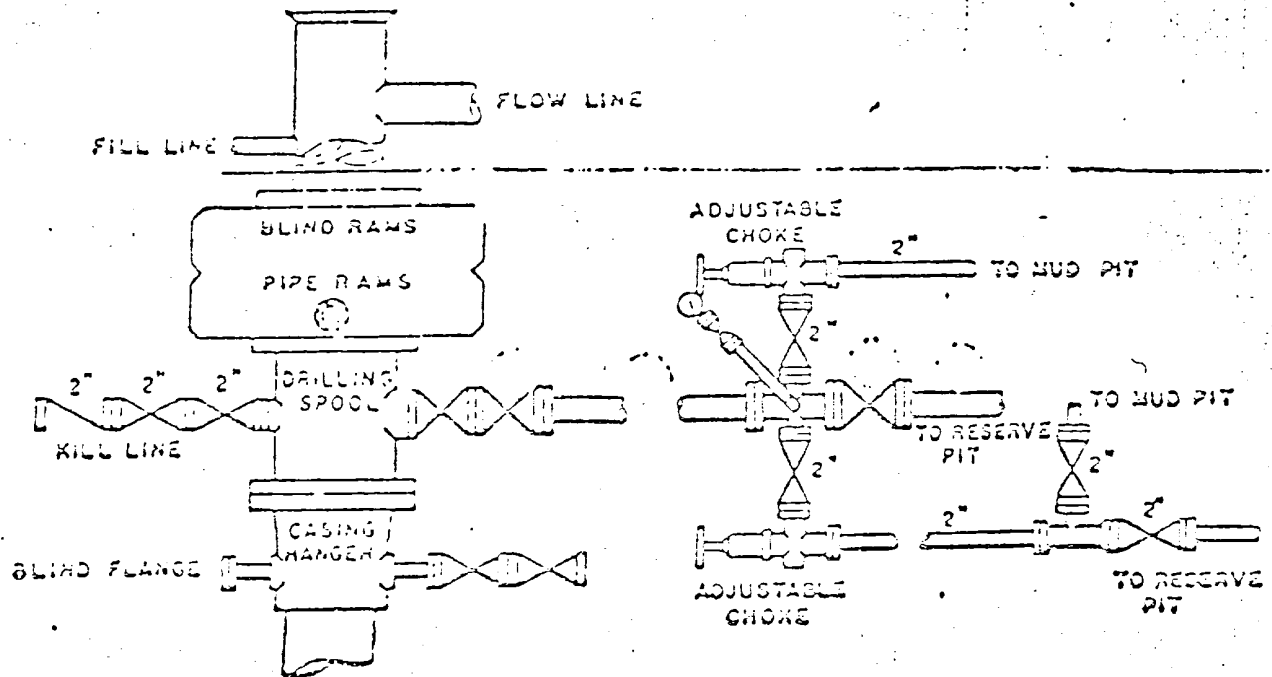 FLOW LINE
FILL LINE
BLIND RAMS
PIPE RAMS
ADJUSTABLE
CHOKE
2"
TO MUD PIT
2"
2" 2" 2"
DRILLING
SPOOL
KILL LINE
TO MUD PIT
TO RESERVE
PIT
2"
2"
CASING
HANGER
2"
2"
BLIND FLANGE
ADJUSTABLE
CHOKE
TO RESERVE
PIT